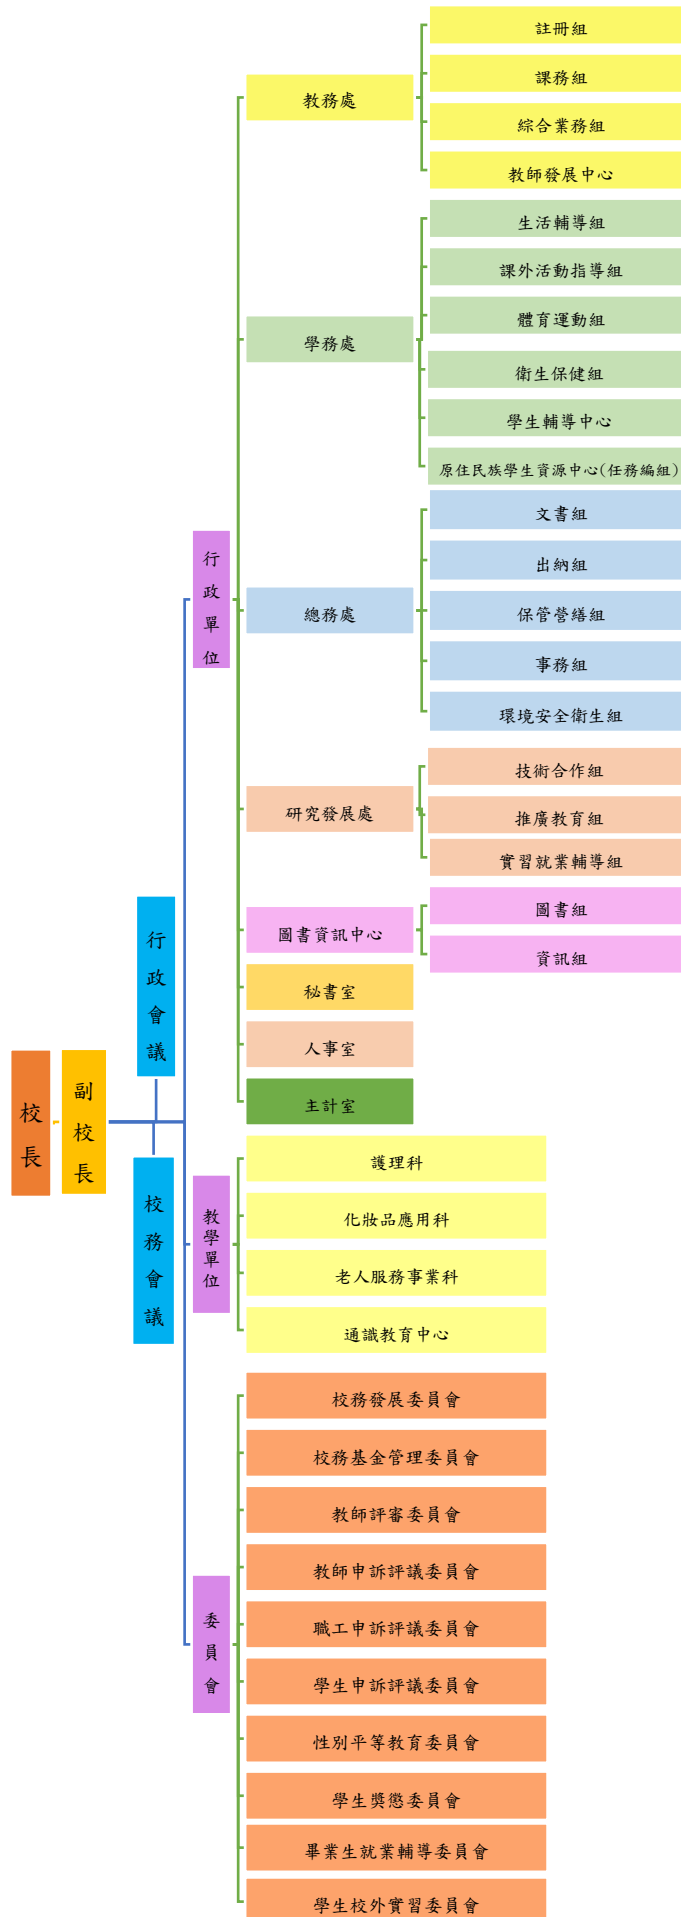 校長
副校長
行政會議
校務會議
行政單位
教務處
註冊組
課務組
綜合業務組
教師發展中心
學務處
生活輔導組
課外活動指導組
體育運動組
衛生保健組
學生輔導中心
原住民族學生資源中心(任務編組)
總務處
文書組
出納組
保管營繕組
事務組
環境安全衛生組
研究發展處
技術合作組
推廣教育組
實習就業輔導組
圖書資訊中心
圖書組
資訊組
秘書室
人事室
主計室
教學單位
護理科
化妝品應用科
老人服務事業科
通識教育中心
委員會
校務發展委員會
校務基金管理委員會
教師評審委員會
教師申訴評議委員會
職工申訴評議委員會
學生申訴評議委員會
性別平等教育委員會
學生獎懲委員會
畢業生就業輔導委員會
學生校外實習委員會